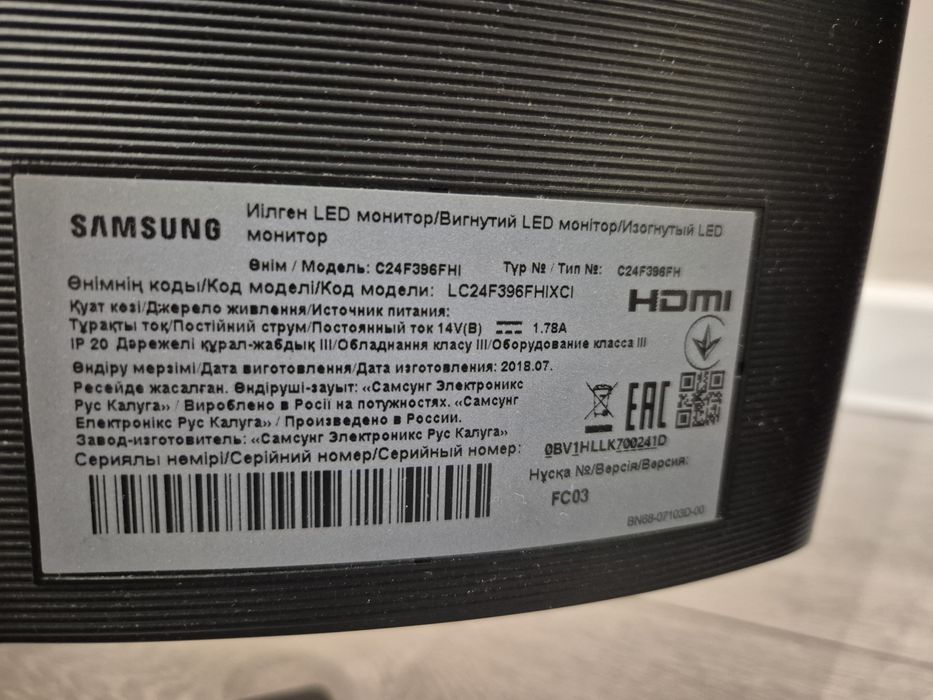 SAMSUNG
Иілген LED монитор/Вигнутий LED монітор/Изогнутый LED
монитор
Өнім / Модель: C24F396FHI Түр № / Тип №: C24F396FH
Өнімнің коды/Код моделі/Код модели: LC24F396FHIXCI
HDMI
Қуат көзі/Джерело живлення/Источник питания:
Тұрақты тоқ/Постійний струм/Постоянный ток 14V(B) 1.78A
IP 20 Дәрежелі құрал-жабдық III/Обладнання класу III/Оборудование класса III
Өндіру мерзімі/Дата виготовлення/Дата изготовления: 2018.07.
Ресейде жасалған. Өндіруші-зауыт: «Самсунг Электроникс
Рус Калуга» / Вироблено в Росії на потужностях. «Самсунг
Електронікс Рус Калуга» / Произведено в России.
Завод-изготовитель: «Самсунг Электроникс Рус Калуга»
EAC
Сериялы нөмірі/Серійний номер/Серийный номер:
0BV1HLLK700241D
Нұсқа №/Версія/Версия:
FC03
BN68-07103D-00